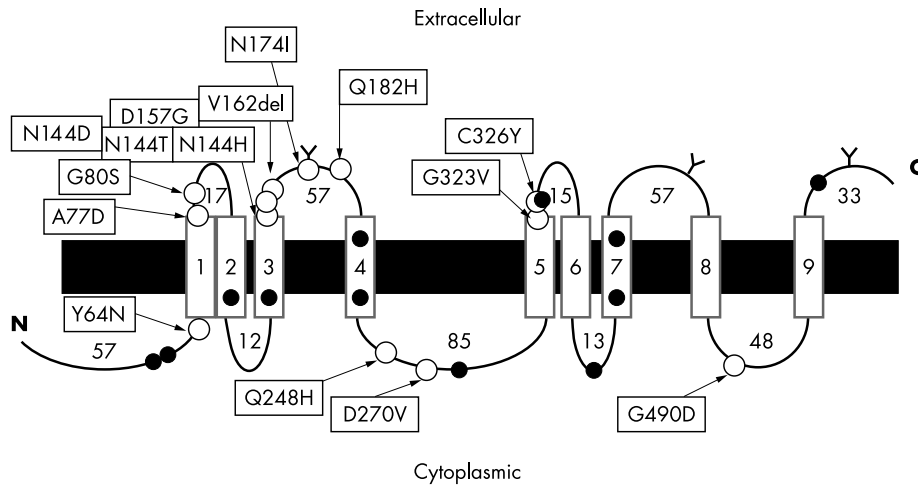 Extracellular
N174I
Q182H
V162del
D157G
N144D
N144T
N144H
C326Y
G80S
G323V
A77D
17
57
15
57
33
C
1
2
3
4
5
6
7
8
9
Y64N
N
57
12
85
13
48
Q248H
D270V
G490D
Cytoplasmic